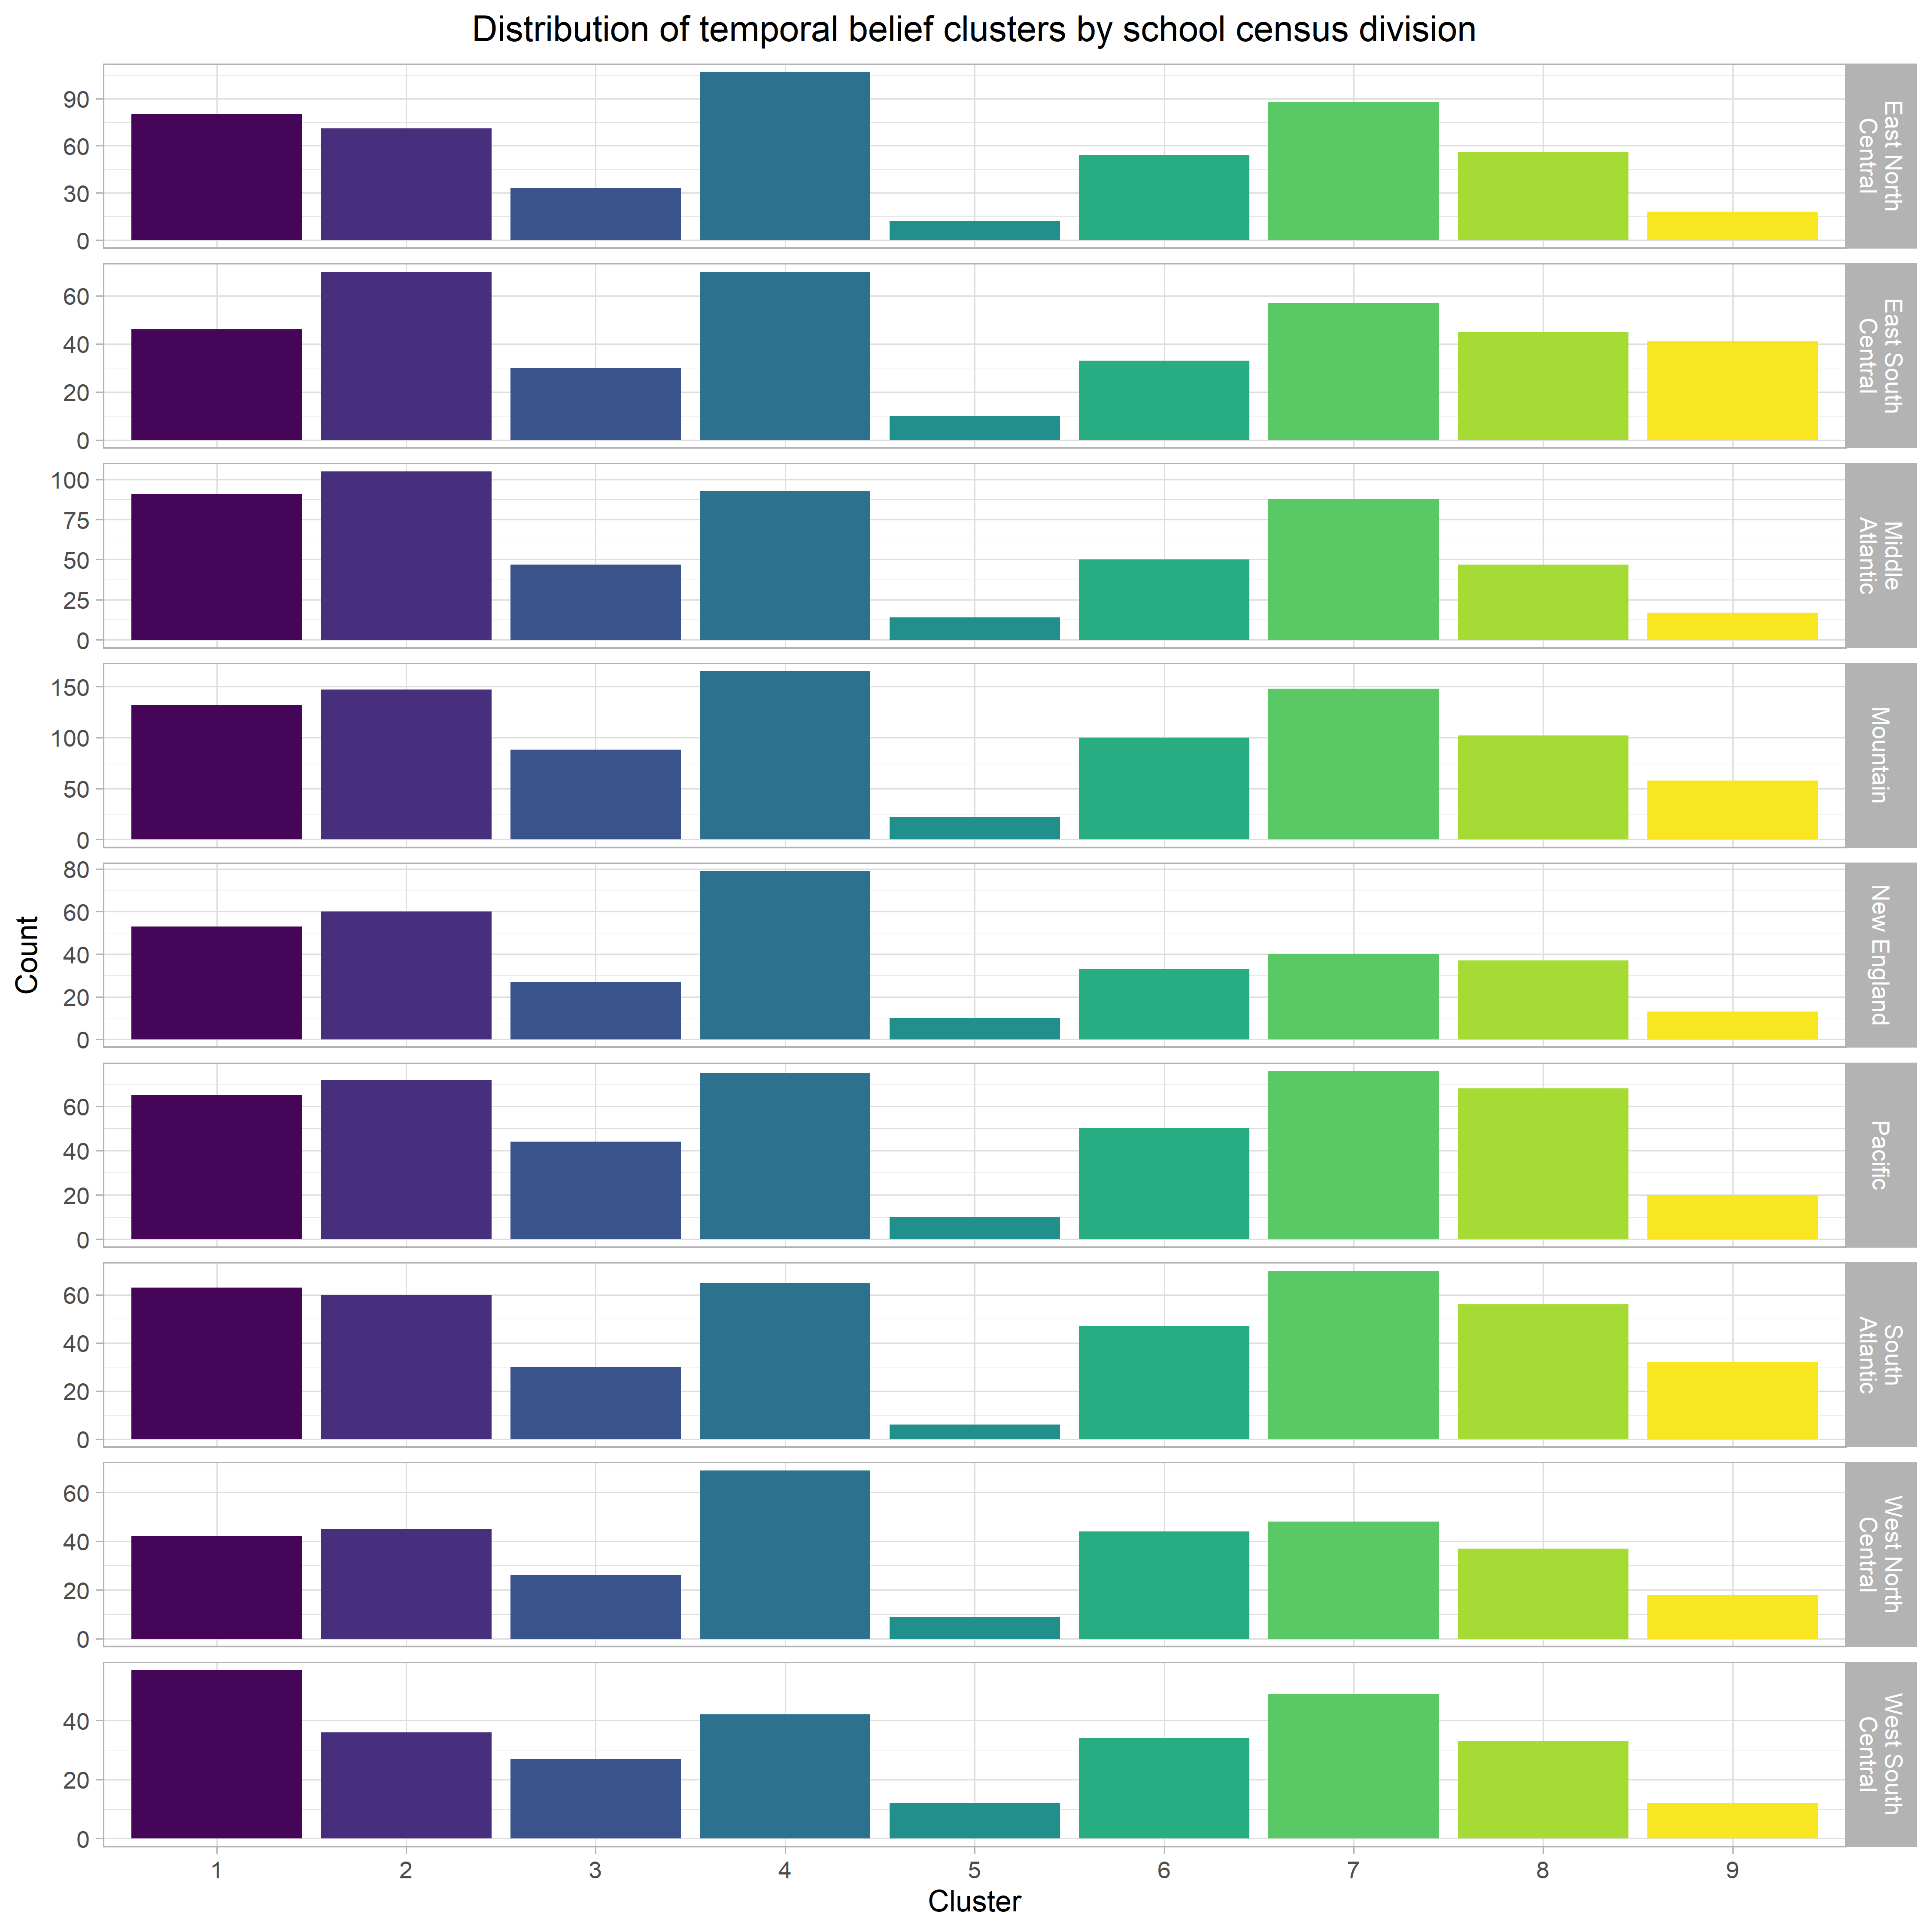 Distribution of temporal belief clusters by school census division
Count
90
60
30
0
East North
Central
60
40
20
0
East South
Central
100
75
50
25
0
Middle
Atlantic
150
100
50
0
Mountain
80
60
40
20
0
New England
60
40
20
0
Pacific
60
40
20
0
South
Atlantic
60
40
20
0
West North
Central
40
20
0
West South
Central
1 2 3 4 5 6 7 8 9
Cluster